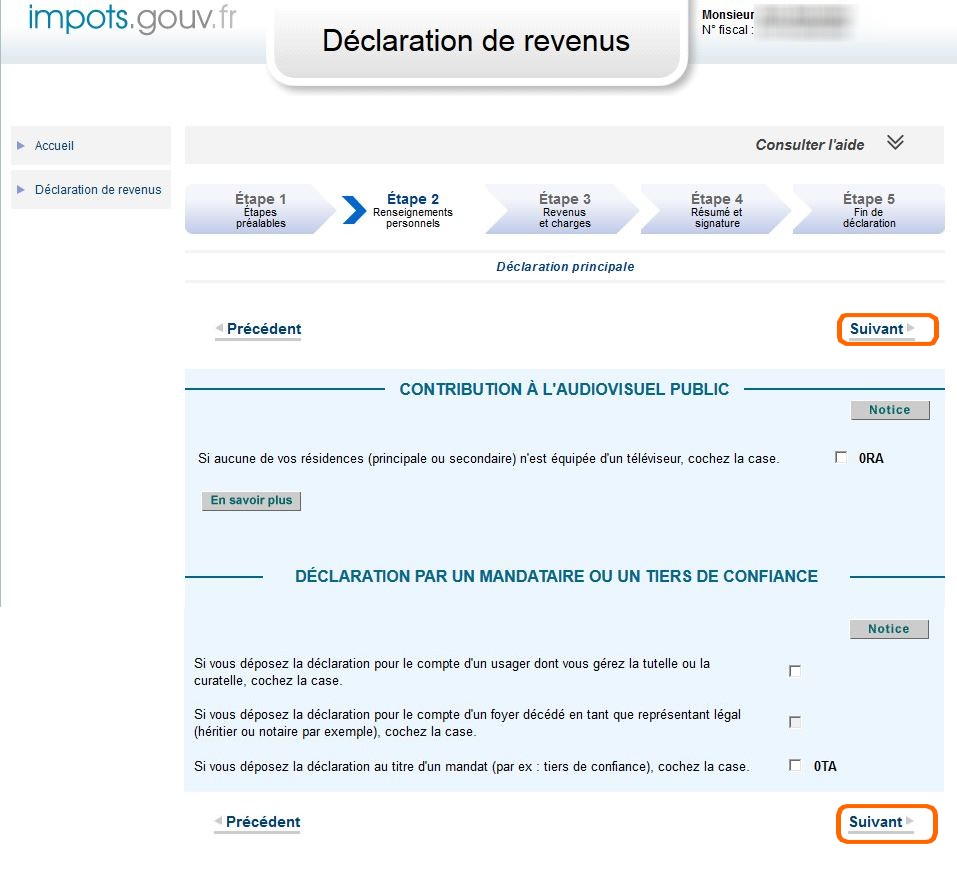 impots.gouv.fr
Déclaration de revenus
Monsieur
N° fiscal :
Accueil
Déclaration de revenus
Consulter l'aide
Étape 1
Étapes
préalables
Étape 2
Renseignements
personnels
Étape 3
Revenus
et charges
Étape 4
Résumé et
signature
Étape 5
Fin de
déclaration
Déclaration principale
Précédent
Suivant
CONTRIBUTION À L'AUDIOVISUEL PUBLIC
Notice
Si aucune de vos résidences (principale ou secondaire) n'est équipée d'un téléviseur, cochez la case.
0RA
En savoir plus
DÉCLARATION PAR UN MANDATAIRE OU UN TIERS DE CONFIANCE
Notice
Si vous déposez la déclaration pour le compte d'un usager dont vous gérez la tutelle ou la
curatelle, cochez la case.
Si vous déposez la déclaration pour le compte d'un foyer décédé en tant que représentant légal
(héritier ou notaire par exemple), cochez la case.
Si vous déposez la déclaration au titre d'un mandat (par ex : tiers de confiance), cochez la case.
0TA
Précédent
Suivant